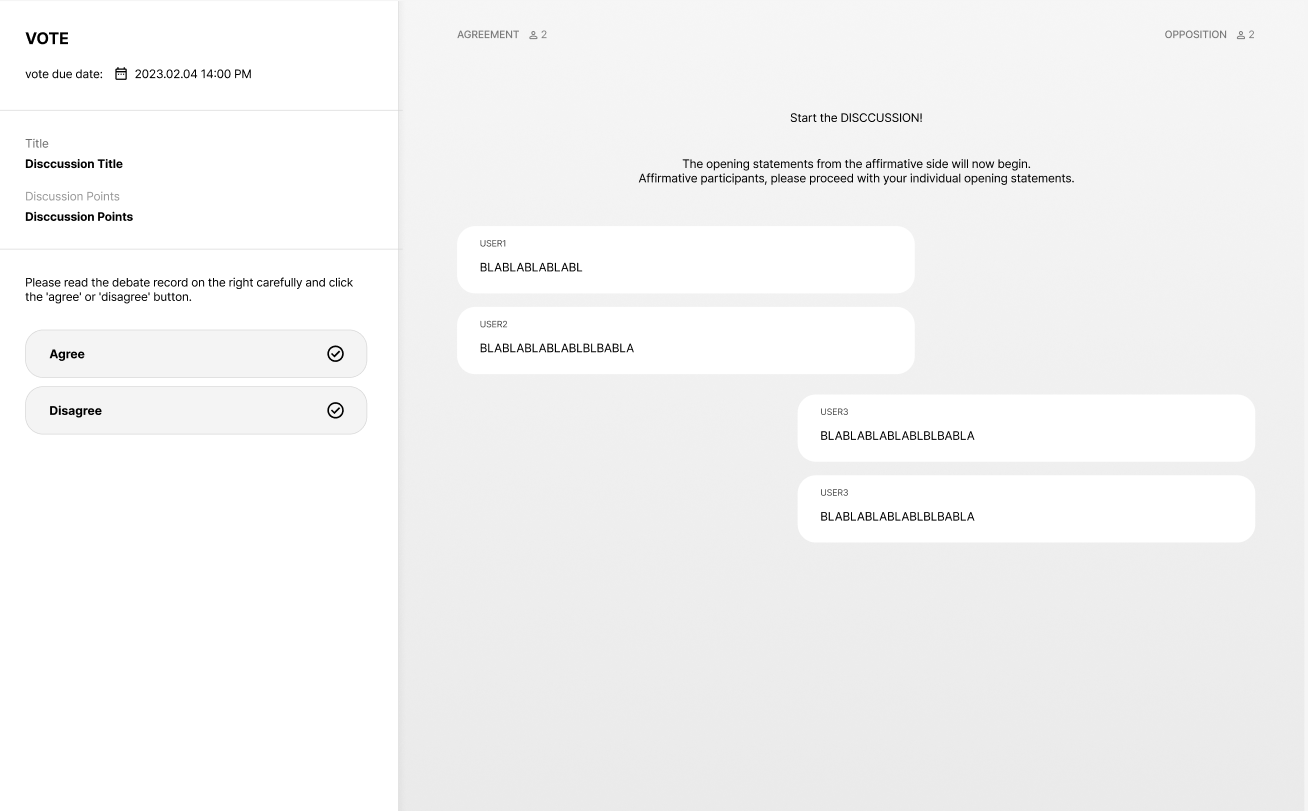 VOTE
vote due date: 2023.02.04 14:00 PM
Title
Disccussion Title
Discussion Points
Disccussion Points
Please read the debate record on the right carefully and click
the 'agree' or 'disagree' button.
Agree
Disagree
AGREEMENT 2
OPPOSITION 2
Start the DISCCUSSION!
The opening statements from the affirmative side will now begin.
Affirmative participants, please proceed with your individual opening statements.
USER1
BLABLABLABLABL
USER2
BLABLABLABLABLBLBABLA
USER3
BLABLABLABLABLBLBABLA
USER3
BLABLABLABLABLBLBABLA